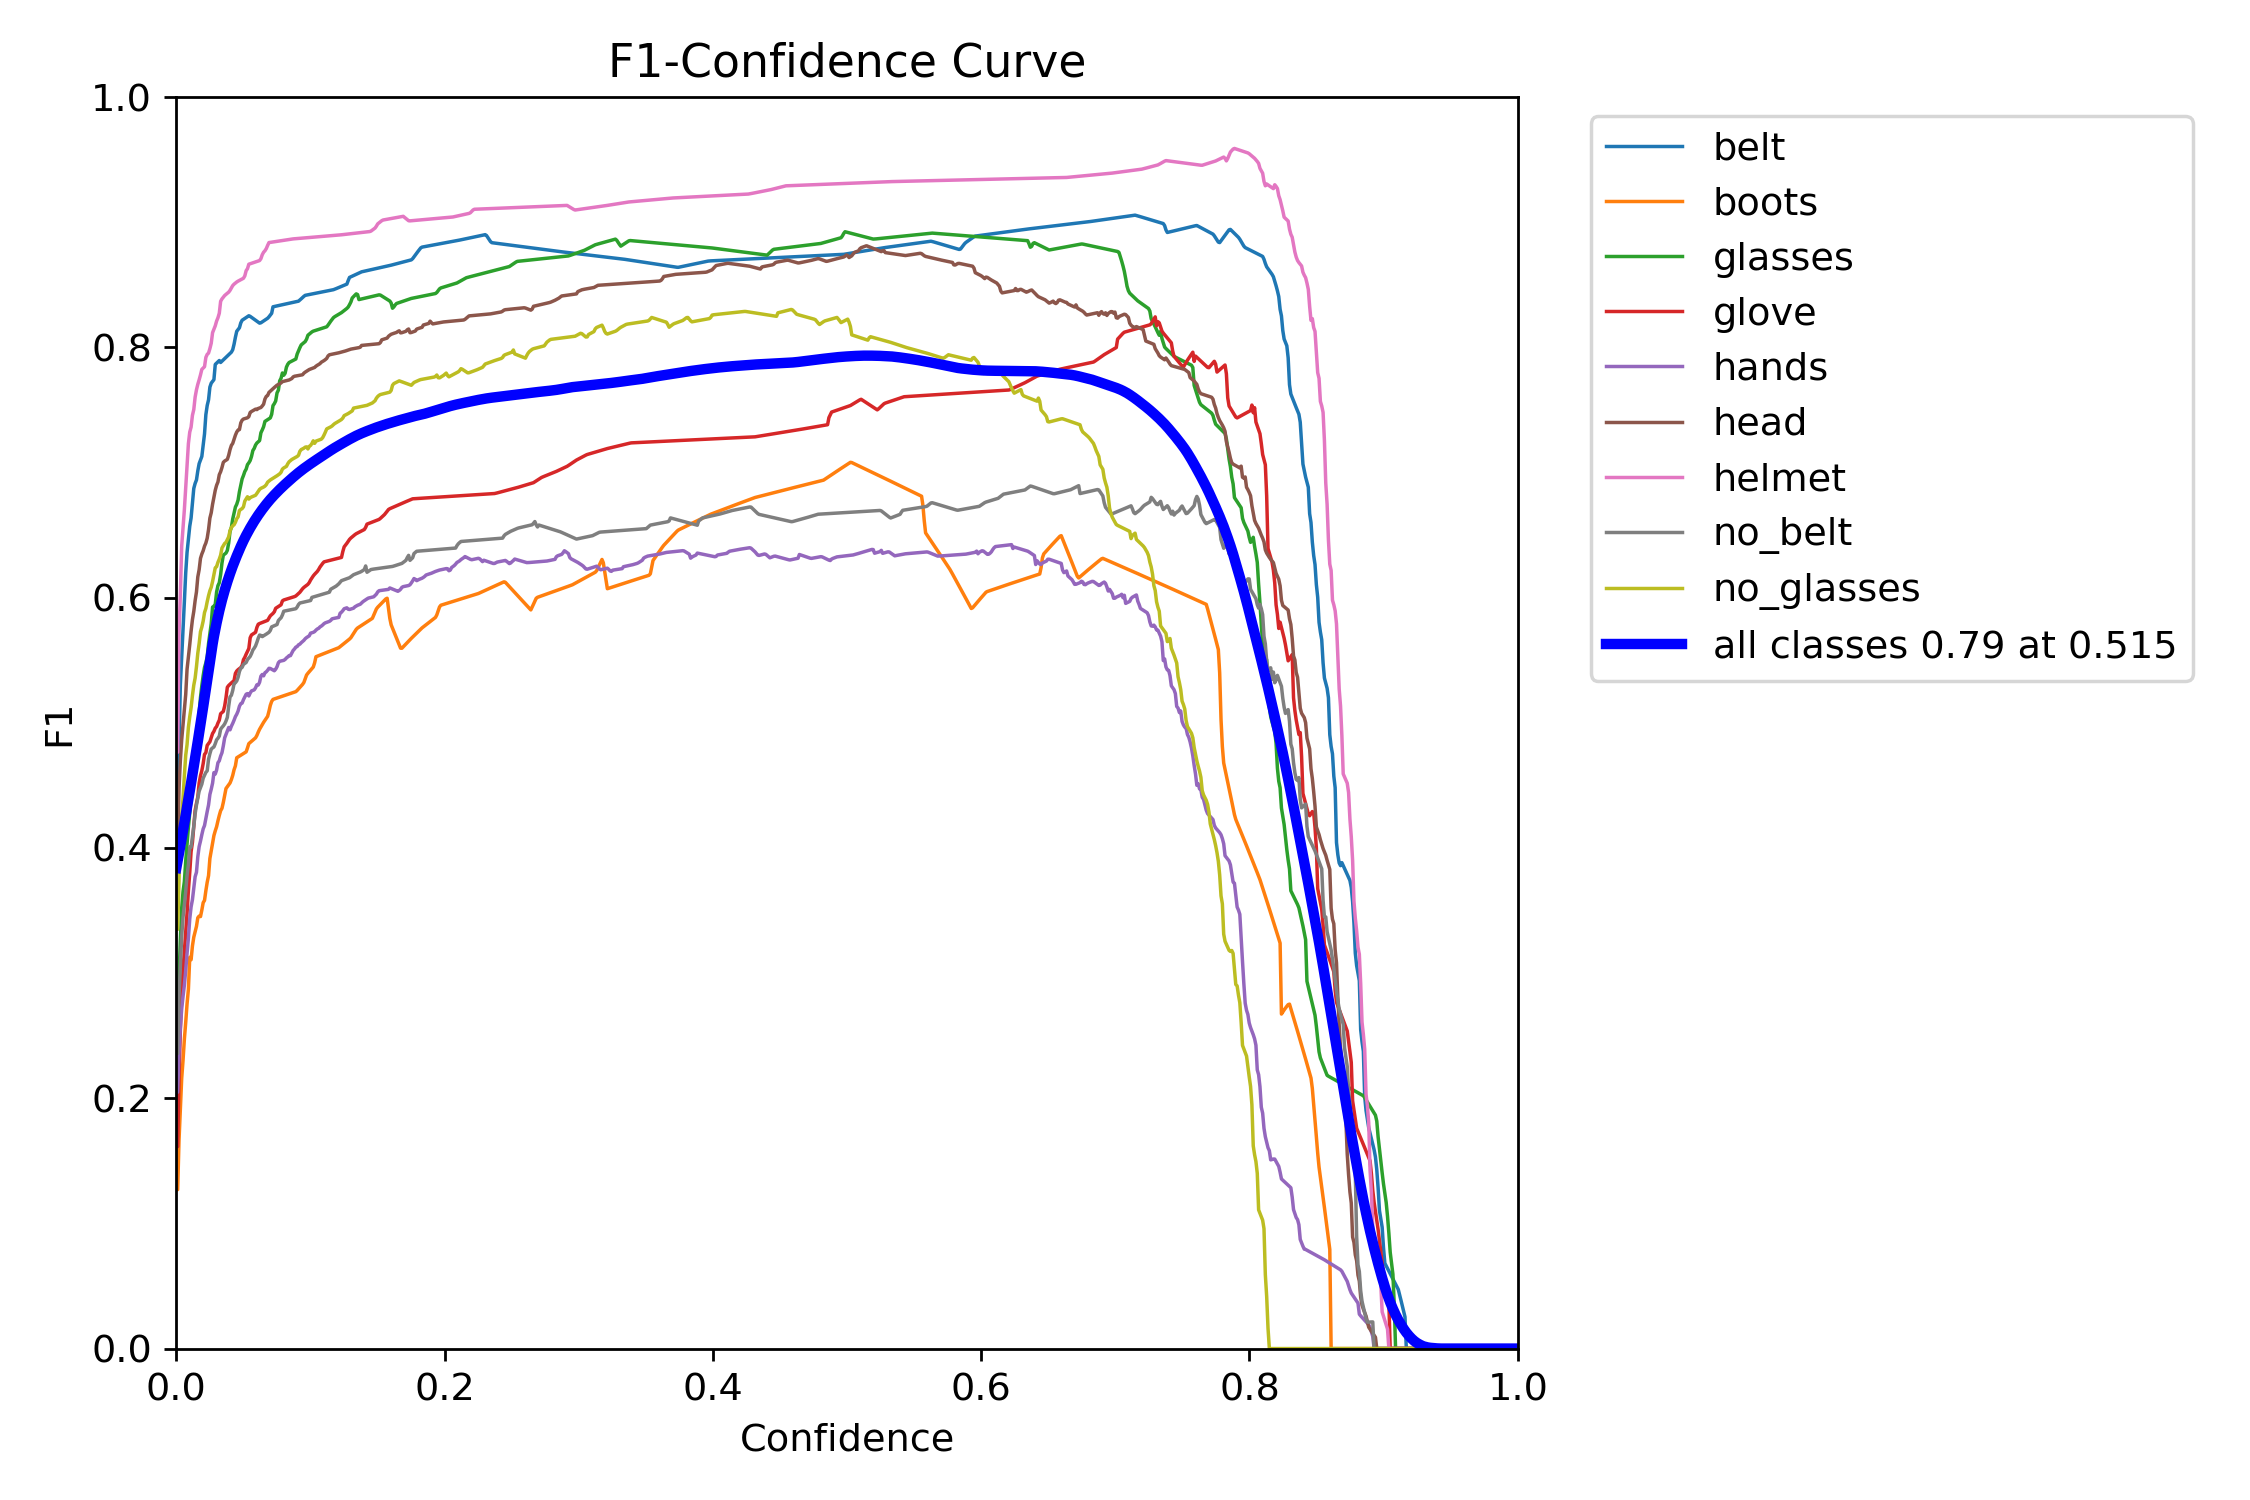 F1-Confidence Curve
1.0
0.8
0.6
0.4
0.2
0.0
F1
0.0 0.2 0.4 0.6 0.8 1.0
Confidence
belt
boots
glasses
glove
hands
head
helmet
no_belt
no_glasses
all classes 0.79 at 0.515